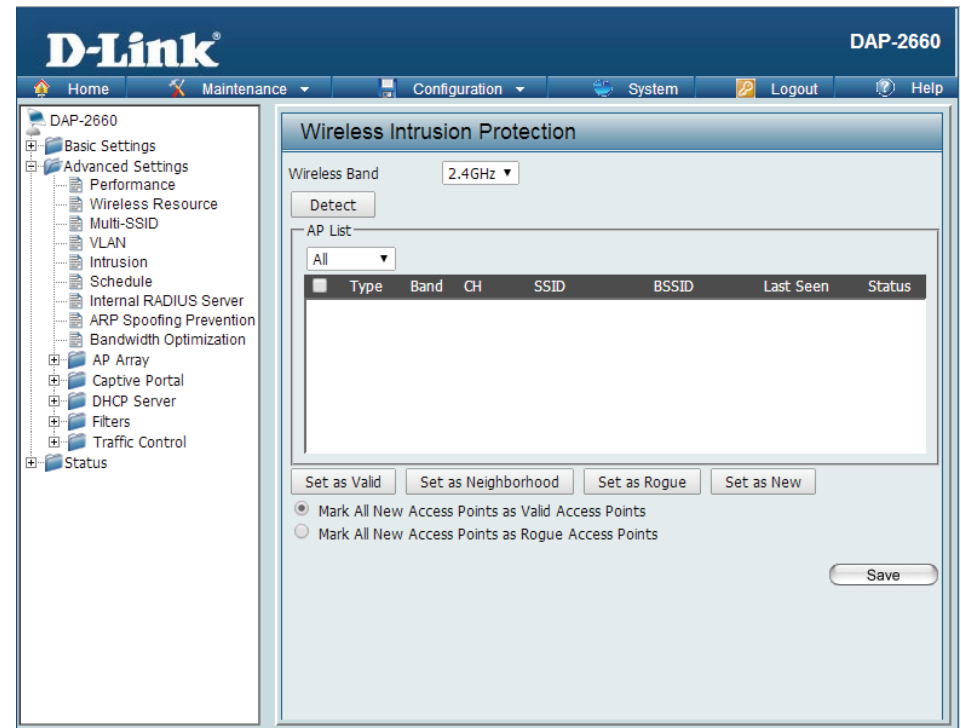 D-Link®
DAP-2660
Home Maintenance Configuration System Logout Help
DAP-2660
Basic Settings
Advanced Settings
Performance
Wireless Resource
Multi-SSID
VLAN
Intrusion
Schedule
Internal RADIUS Server
ARP Spoofing Prevention
Bandwidth Optimization
AP Array
Captive Portal
DHCP Server
Filters
Traffic Control
Status
Wireless Intrusion Protection
Wireless Band 2.4GHz
Detect
AP List
All
Type Band CH SSID BSSID Last Seen Status
Set as Valid Set as Neighborhood Set as Rogue Set as New
Mark All New Access Points as Valid Access Points
Mark All New Access Points as Rogue Access Points
Save